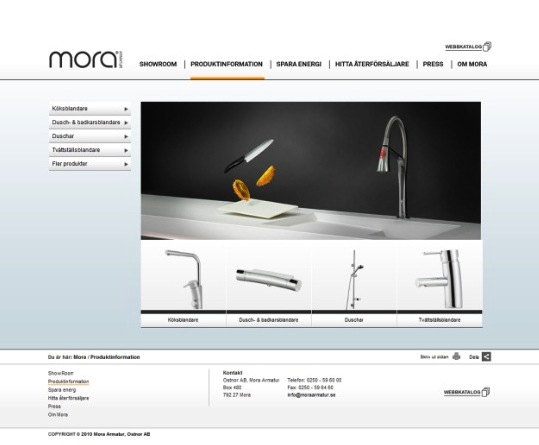 WEBBKATALOG
mora
SHOWROOM | PRODUKTINFORMATION | SPARA ENERGI | HITTA ÅTERFÖRSÄLJARE | PRESS | OM MORA
Köksblandare
Dusch- & badkarsblandare
Duschar
Tvättställsblandare
Fler produkter
Köksblandare
Dusch- & badkarsblandare
Duschar
Tvättställsblandare
Du är här: Mora / Produktinformation
Skriv ut sidan
Dela
ShowRoom
Produktinformation
Spara energi
Hitta återförsäljare
Press
Om Mora
Kontakt
Ostnor AB, Mora Armatur
Box 480
792 27 Mora
Telefon: 0250 - 59 60 00
Fax: 0250 - 59 60
info@moraarmatur.se
WEBBKATALOG
COPYRIGHT © 2010 Mora Armatur, Ostnor AB